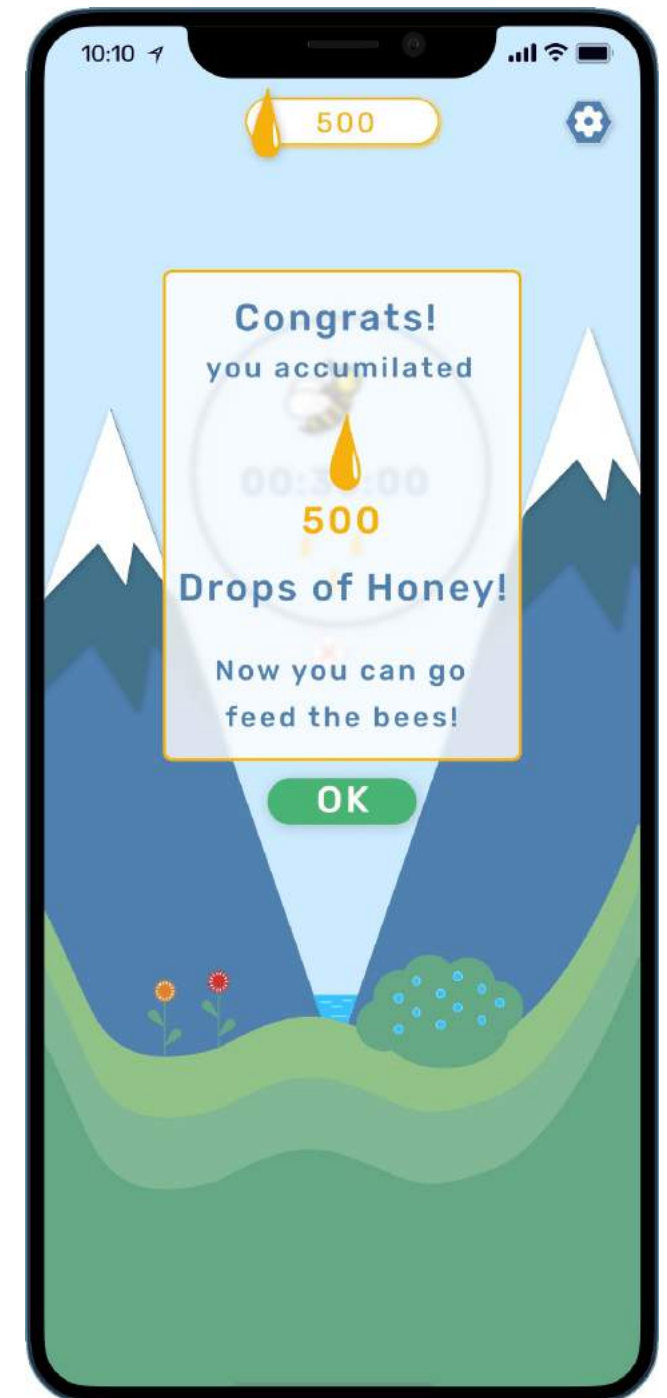 10:10
500
Congrats!
you accumilated
500
Drops of Honey!
Now you can go
feed the bees!
OK